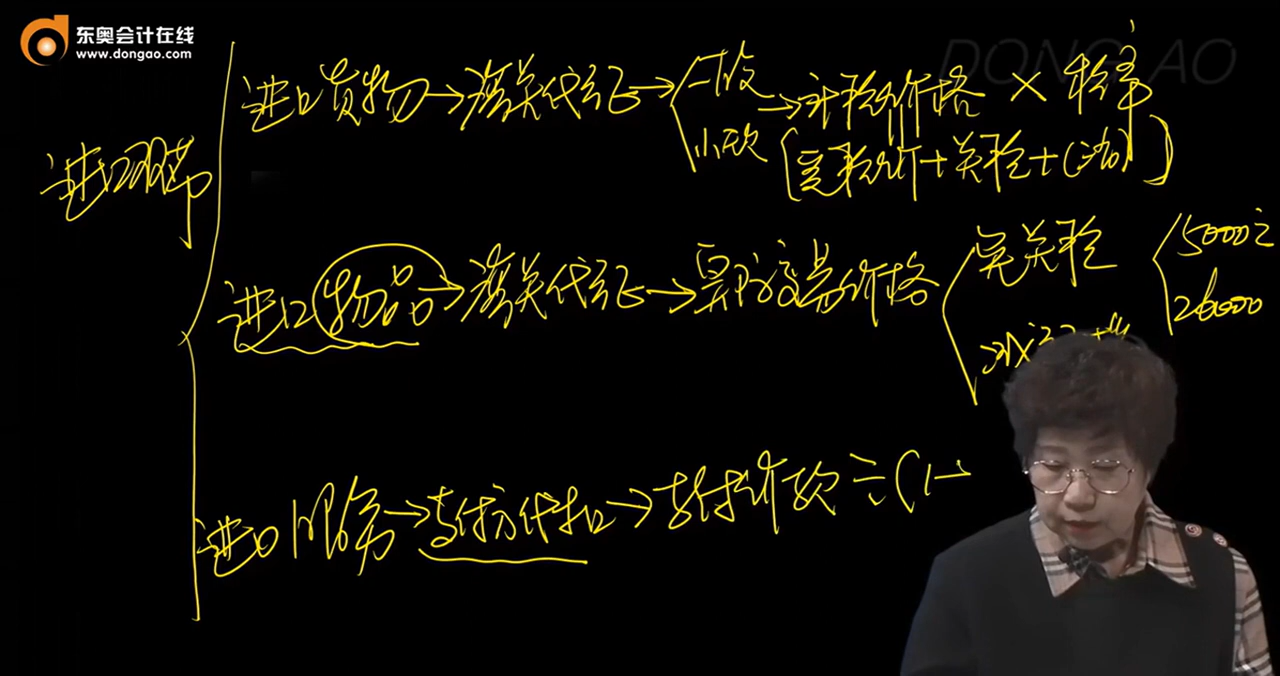 东奥会计在线
www.dongao.com
DONGAO
进口环节
进口货物→海关代征→
一般
小规
→计税价格×税率
(完税价+关税+(消))
进口物品→海关代征→实际交易价格
完关税
5000元
26000
进口服务→支付方代扣→支付价款÷(1+